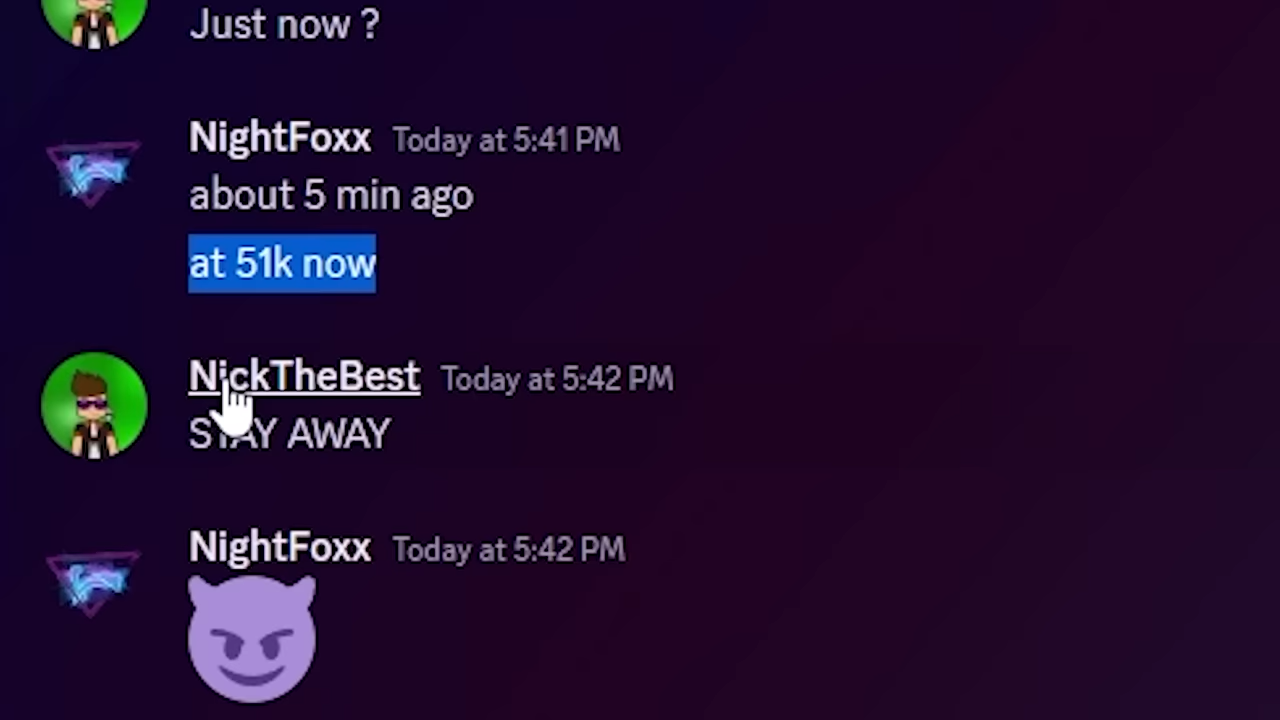 Just now ?
NightFoxx Today at 5:41 PM
about 5 min ago
at 51k now
NickTheBest Today at 5:42 PM
STAY AWAY
NightFoxx Today at 5:42 PM